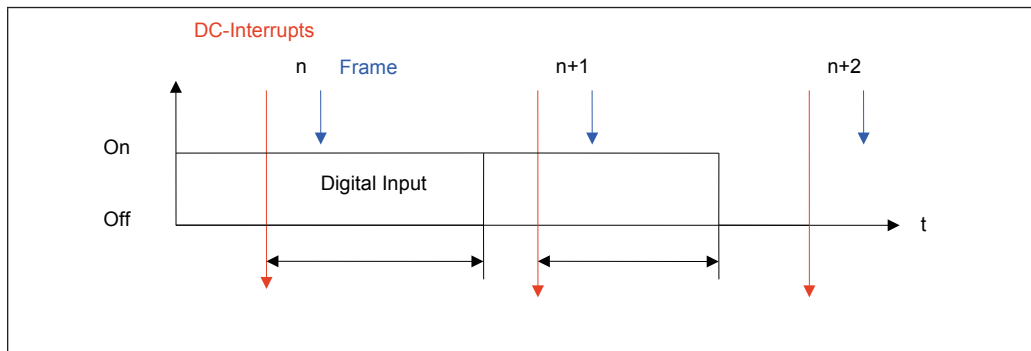 DC-Interrupts
n Frame n+1 n+2
On
Digital Input
Off t